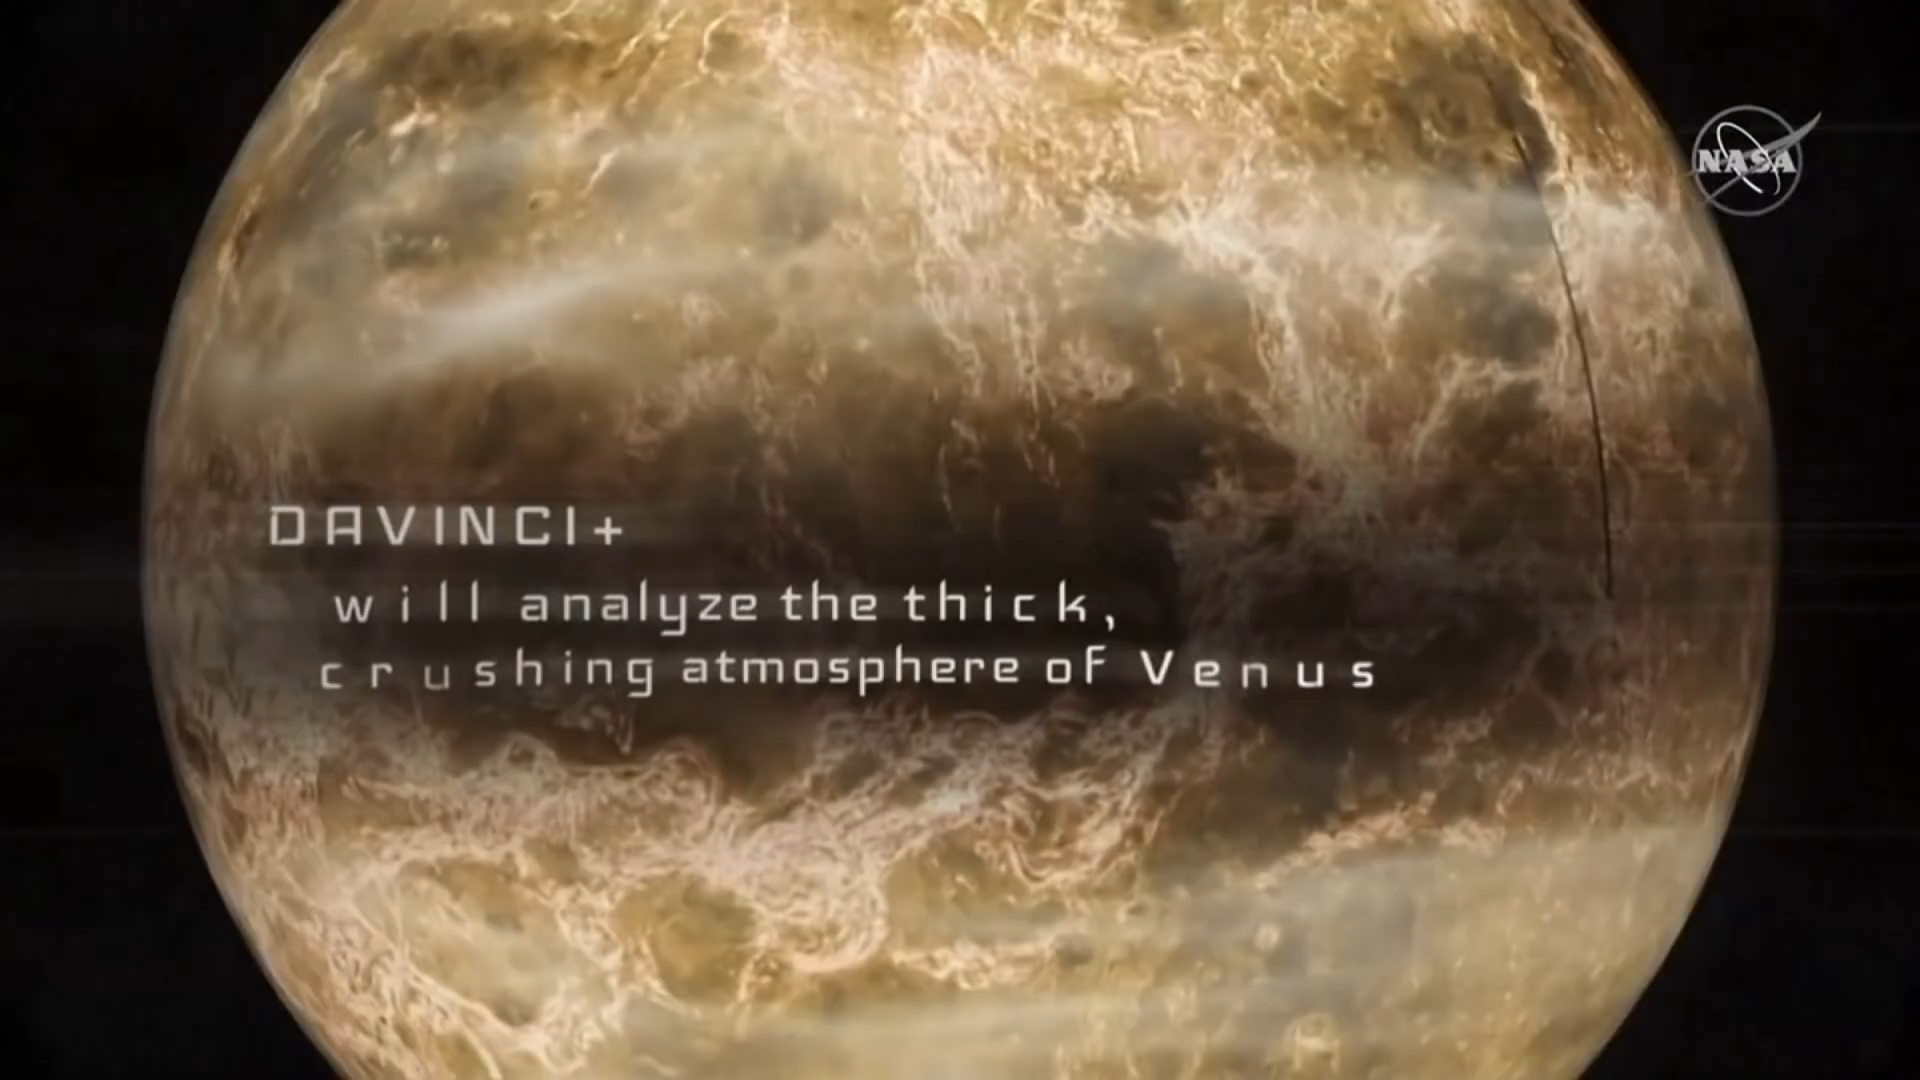 NASA
DAVINCI+
will analyze the thick,
crushing atmosphere of Venus